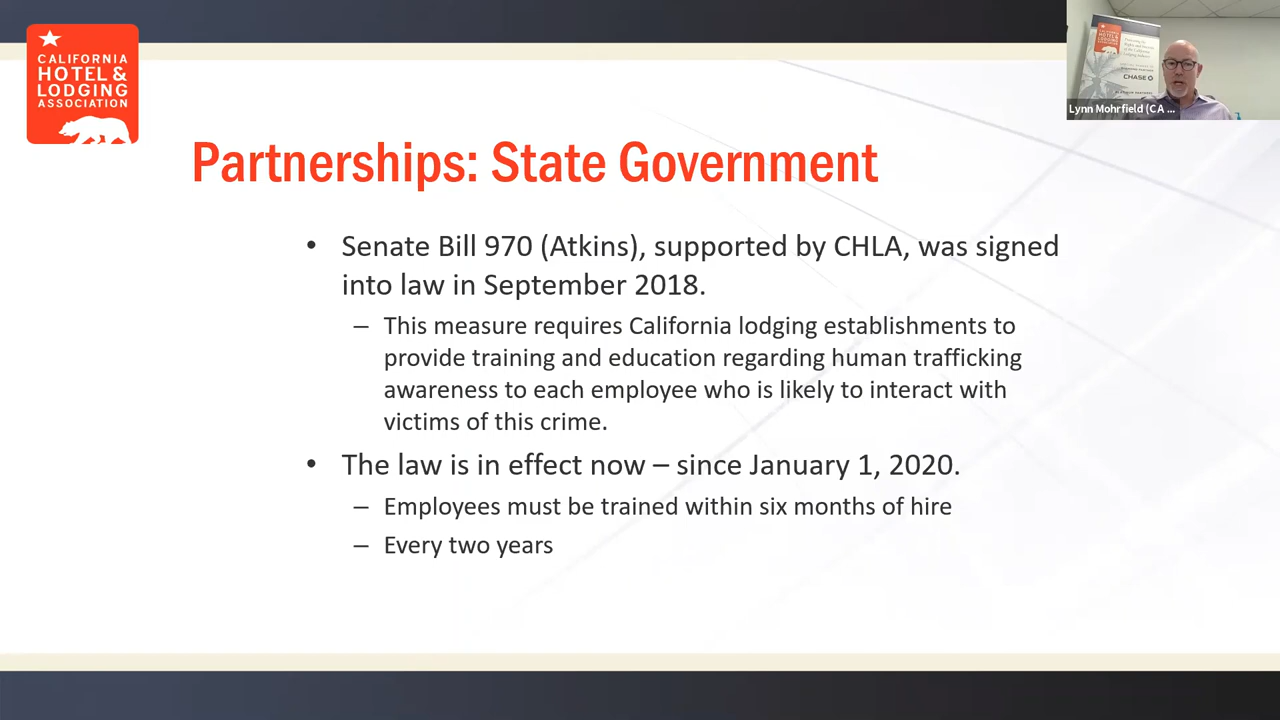 CALIFORNIA
HOTEL &
LODGING
ASSOCIATION
CHASE
Lynn Mohrfield (CA ...
Partnerships: State Government
• Senate Bill 970 (Atkins), supported by CHLA, was signed
into law in September 2018.
– This measure requires California lodging establishments to
provide training and education regarding human trafficking
awareness to each employee who is likely to interact with
victims of this crime.
• The law is in effect now – since January 1, 2020.
– Employees must be trained within six months of hire
– Every two years